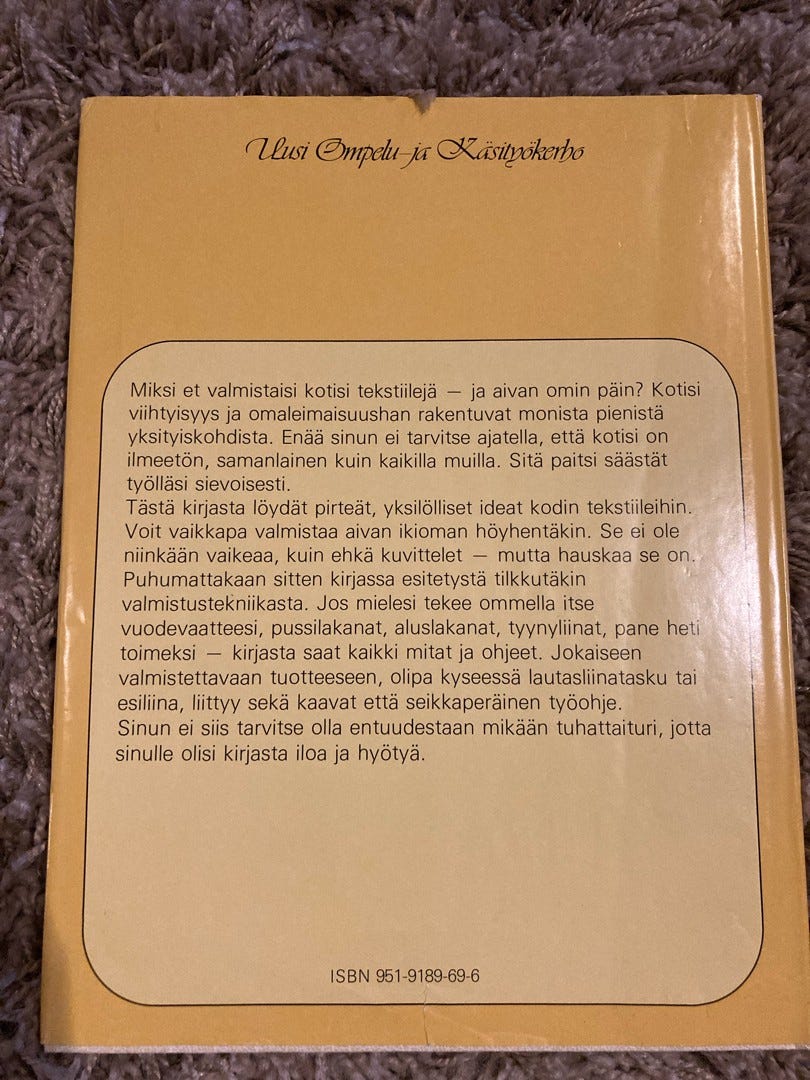 Uusi Ompelu-ja Käsityökerho
Miksi et valmistaisi kotisi tekstiilejä — ja aivan omin päin? Kotisi
viihtyisyys ja omaleimaisuushan rakentuvat monista pienistä
yksityiskohdista. Enää sinun ei tarvitse ajatella, että kotisi on
ilmeetön, samanlainen kuin kaikilla muilla. Sitä paitsi säästät
työlläsi sievoisesti.
Tästä kirjasta löydät pirteät, yksilölliset ideat kodin tekstiileihin.
Voit vaikkapa valmistaa aivan ikioman höyhentäkin. Se ei ole
niinkään vaikeaa, kuin ehkä kuvittelet — mutta hauskaa se on.
Puhumattakaan sitten kirjassa esitetystä tilkkutäkin
valmistustekniikasta. Jos mielesi tekee ommella itse
vuodevaatteesi, pussilakanat, aluslakanat, tyynyliinat, pane heti
toimeksi — kirjasta saat kaikki mitat ja ohjeet. Jokaiseen
valmistettavaan tuotteeseen, olipa kyseessä lautasliinatasku tai
esiliina, liittyy sekä kaavat että seikkaperäinen työohje.
Sinun ei siis tarvitse olla entuudestaan mikään tuhattaituri, jotta
sinulle olisi kirjasta iloa ja hyötyä.
ISBN 951-9189-69-6